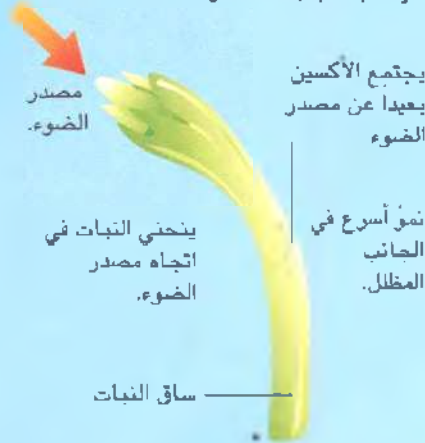 يجتمع الأكسين
بعيداً عن مصدر
الضوء
مصدر
الضوء.
نمو أسرع في
الجانب
المظلل.
ينحني النبات في
اتجاه مصدر
الضوء.
ساق النبات